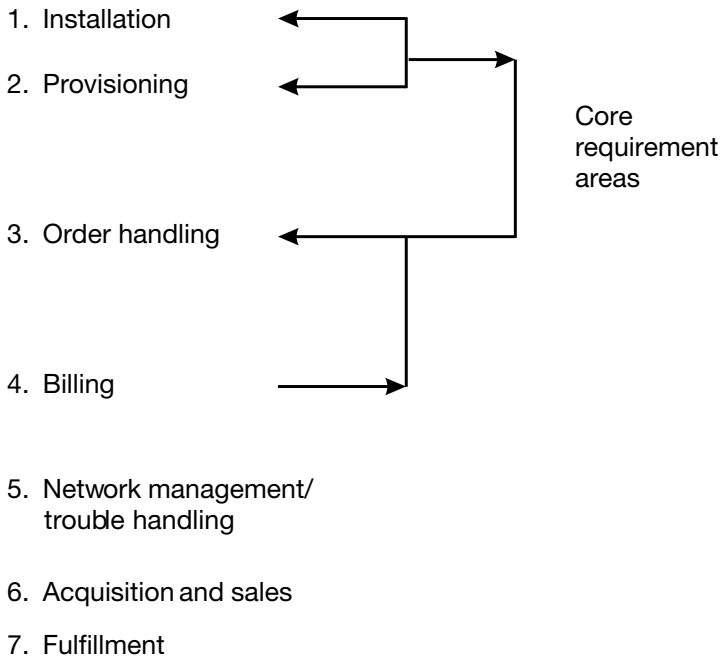 1. Installation
2. Provisioning
Core
requirement
areas
3. Order handling
4. Billing
5. Network management/
trouble handling
6. Acquisition and sales
7. Fulfillment